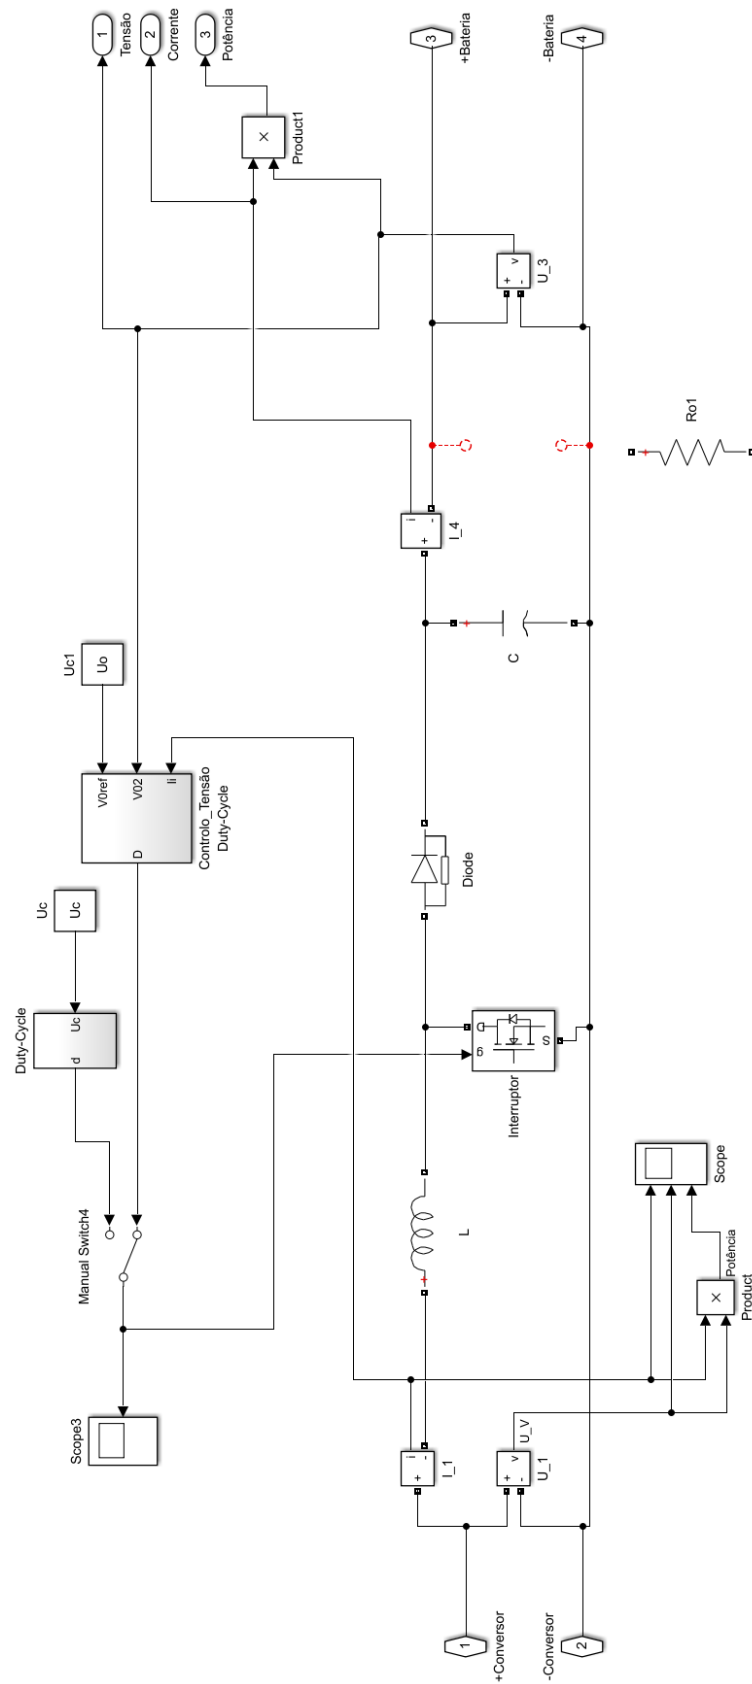 Scope3
Manual Switch4
Duty-Cycle
d
Uc
Uc
Uc
D
V0ref
V02
Ii
Controlo_Tensão
Duty-Cycle
Uc1
Uo
1
Tensão
2
Corrente
3
Potência
×
Product1
1
+Conversor
2
-Conversor
+
i
-
I_1
+
v
-
U_1
U_V
+
L
g
D
S
Interruptor
Diode
+
C
+
i
-
I_4
+
v
-
U_3
3
+Bateria
4
-Bateria
×
Potência
Product
Scope
+
Ro1